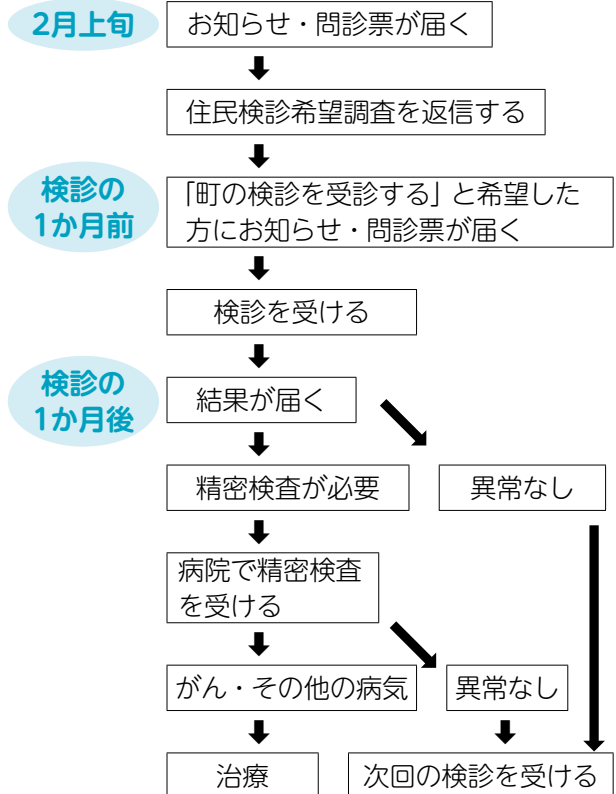 2月上旬
お知らせ・問診票が届く
住民検診希望調査を返信する
検診の
1か月前
「町の検診を受診する」と希望した
方にお知らせ・問診票が届く
検診を受ける
検診の
1か月後
結果が届く
精密検査が必要
異常なし
病院で精密検査
を受ける
がん・その他の病気
異常なし
治療
次回の検診を受ける